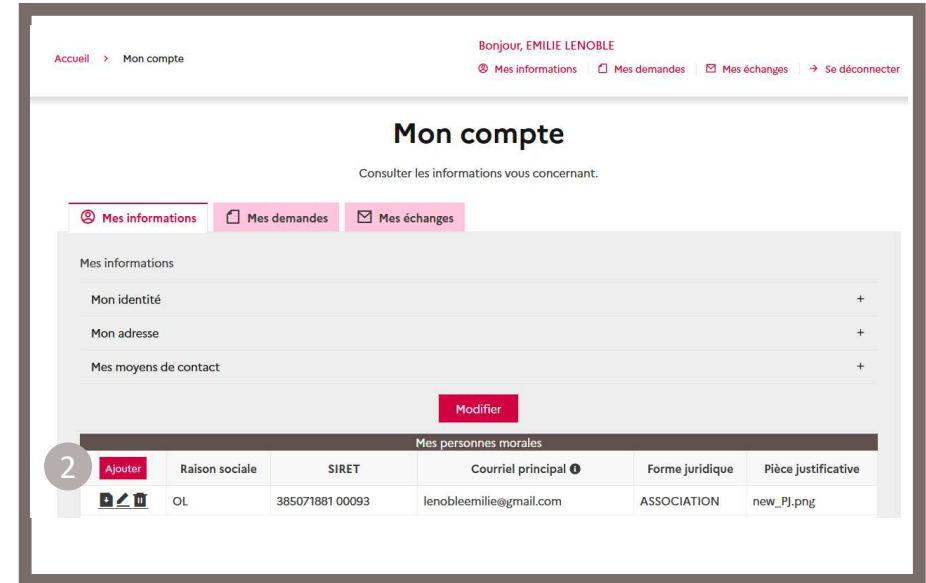 Bonjour, EMILIE LENOBLE
Accueil > Mon compte
Mes informations Mes demandes Mes échanges → Se déconnecter
Mon compte
Consulter les informations vous concernant.
Mes informations Mes demandes Mes échanges
Mes informations
Mon identité +
Mon adresse +
Mes moyens de contact +
Modifier
Mes personnes morales
2 Ajouter Raison sociale SIRET Courriel principal Forme juridique Pièce justificative
OL 385071881 00093 lenobleemilie@gmail.com ASSOCIATION new_PJ.png